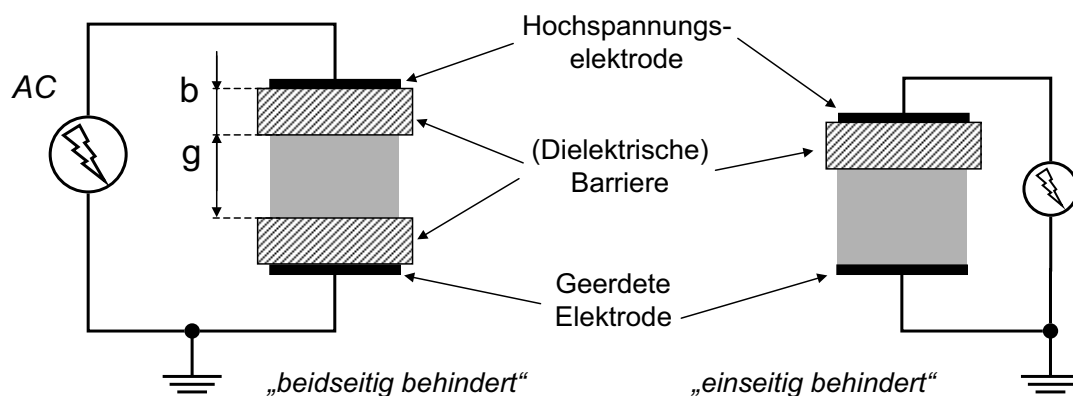 Hochspannungs-
elektrode
AC
b
g
(Dielektrische)
Barriere
Geerdete
Elektrode
„beidseitig behindert“
„einseitig behindert“